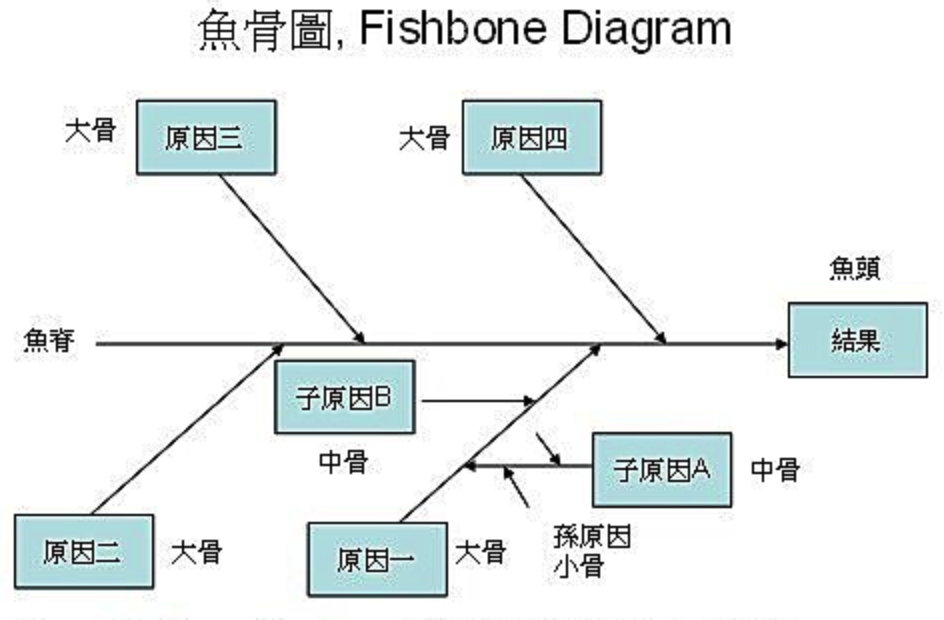 魚骨圖, Fishbone Diagram
大骨
原因三
大骨
原因四
魚頭
魚脊
結果
子原因B
中骨
子原因A
中骨
原因二
大骨
原因一
大骨
孫原因
小骨